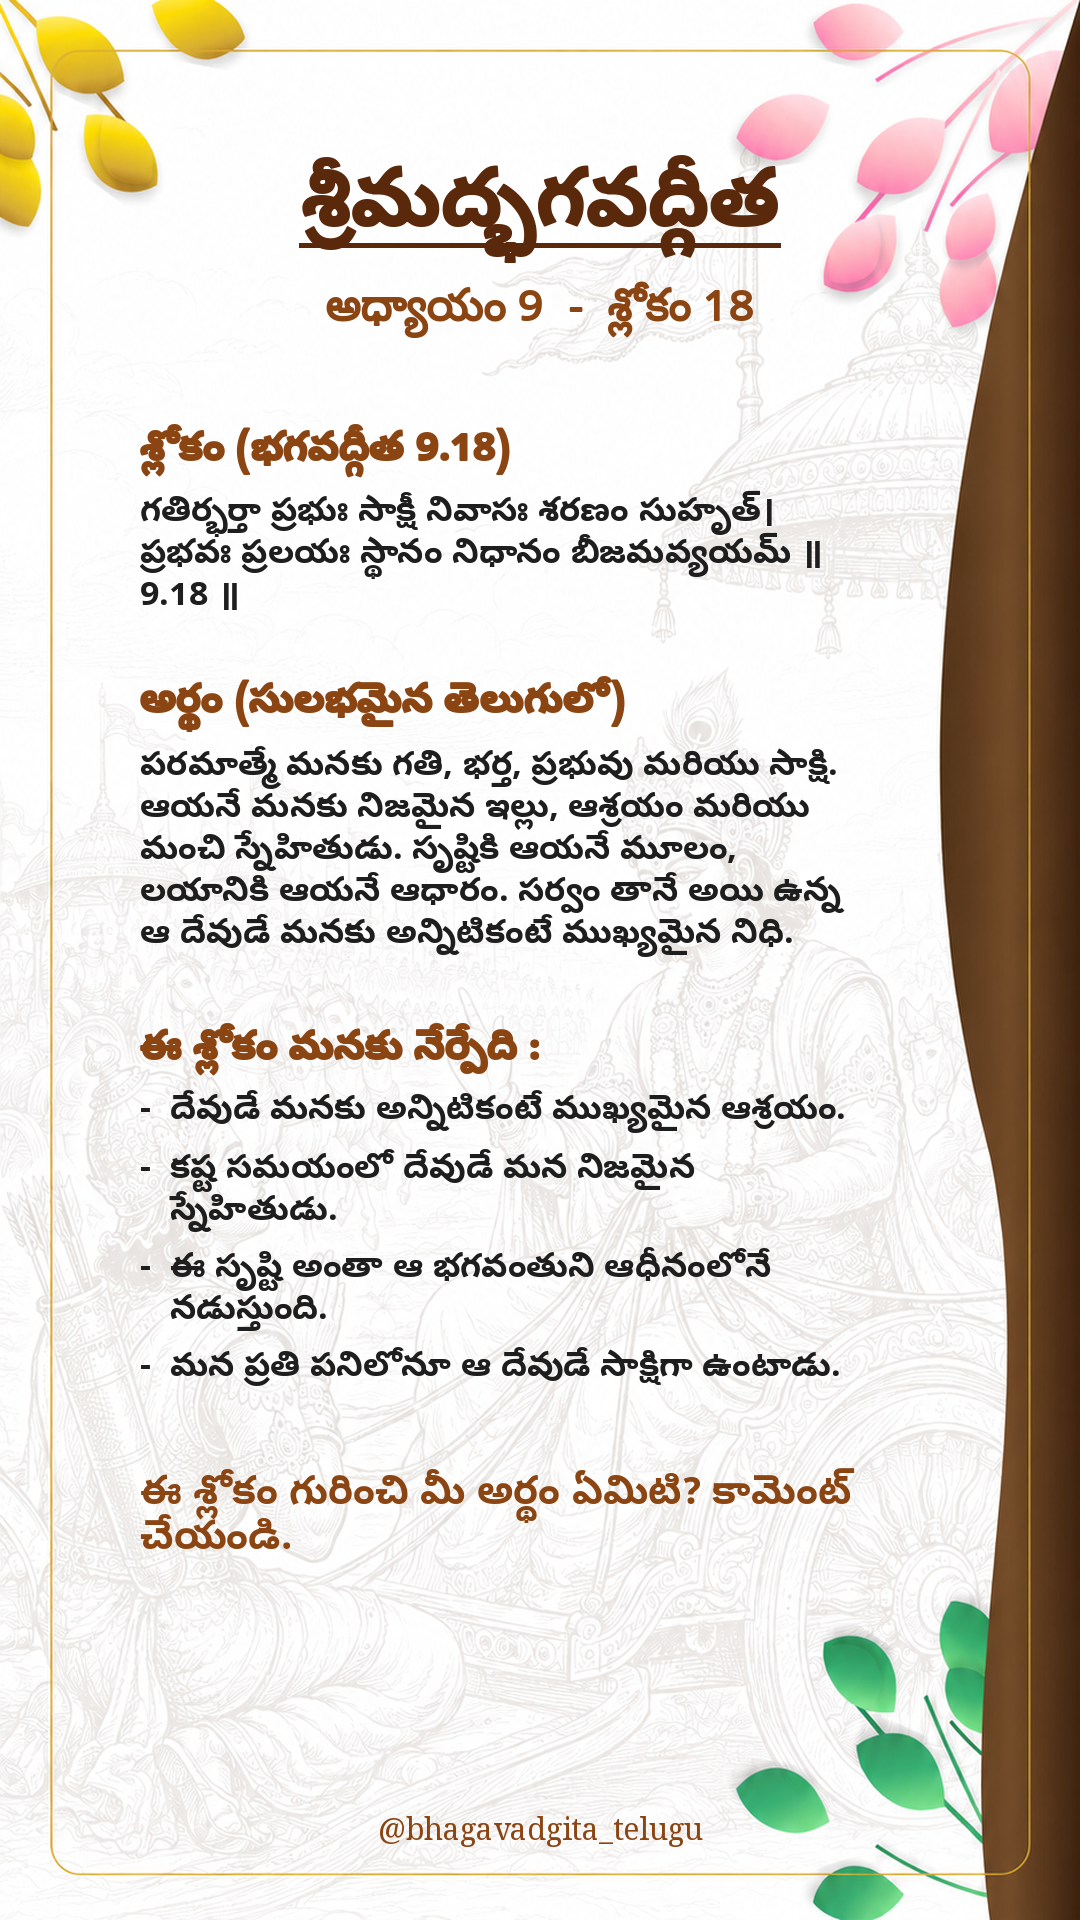 శ్రీమద్భగవద్గీత
అధ్యాయం 9 - శ్లోకం 18
శ్లోకం (భగవద్గీత 9.18)
గతిర్భర్తా ప్రభుః సాక్షీ నివాసః శరణం సుహృత్|
ప్రభవః ప్రలయః స్థానం నిధానం బీజమవ్యయమ్ ||
9.18 ||
అర్థం (సులభమైన తెలుగులో)
పరమాత్మే మనకు గతి, భర్త, ప్రభువు మరియు సాక్షి.
ఆయనే మనకు నిజమైన ఇల్లు, ఆశ్రయం మరియు
మంచి స్నేహితుడు. సృష్టికి ఆయనే మూలం,
లయానికి ఆయనే ఆధారం. సర్వం తానే అయి ఉన్న
ఆ దేవుడే మనకు అన్నిటికంటే ముఖ్యమైన నిధి.
ఈ శ్లోకం మనకు నేర్పేది :
- దేవుడే మనకు అన్నిటికంటే ముఖ్యమైన ఆశ్రయం.
- కష్ట సమయంలో దేవుడే మన నిజమైన
స్నేహితుడు.
- ఈ సృష్టి అంతా ఆ భగవంతుని ఆధీనంలోనే
నడుస్తుంది.
- మన ప్రతి పనిలోనూ ఆ దేవుడే సాక్షిగా ఉంటాడు.
ఈ శ్లోకం గురించి మీ అర్థం ఏమిటి? కామెంట్
చేయండి.
@bhagavadgita_telugu